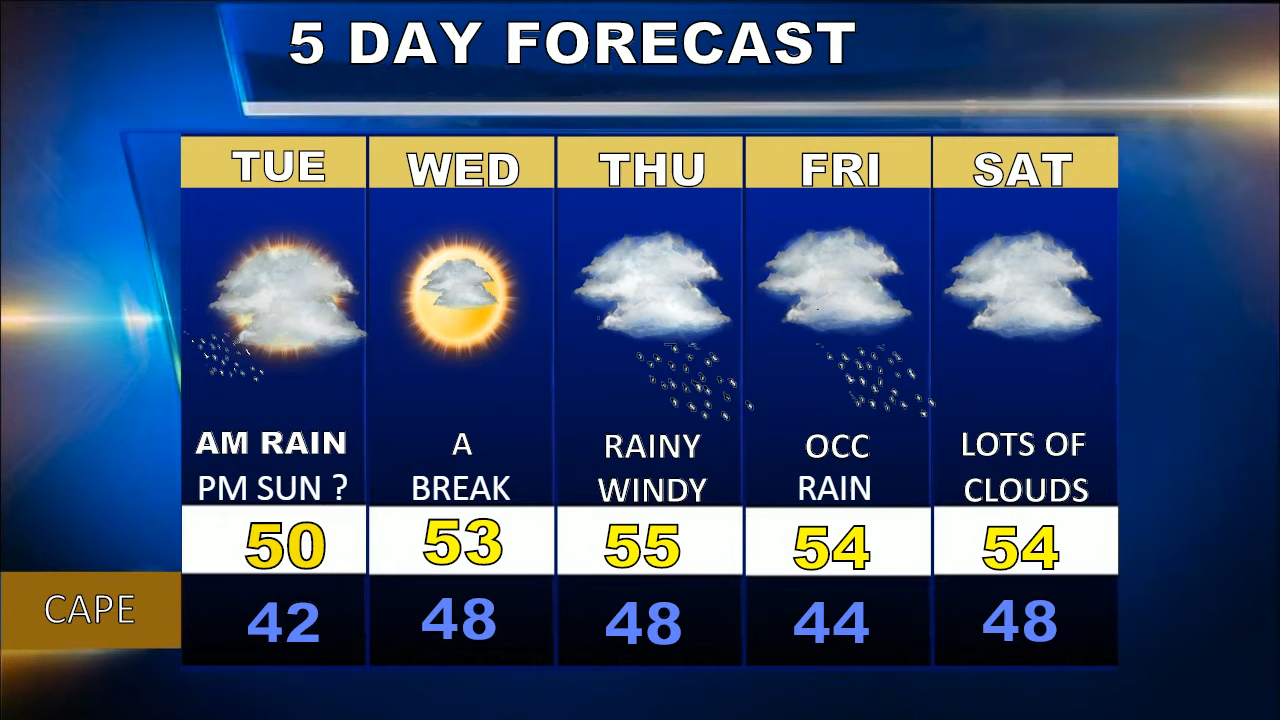 5 DAY FORECAST
TUE WED THU FRI SAT
AM RAIN A RAINY OCC LOTS OF
PM SUN ? BREAK WINDY RAIN CLOUDS
50 53 55 54 54
CAPE 42 48 48 44 48